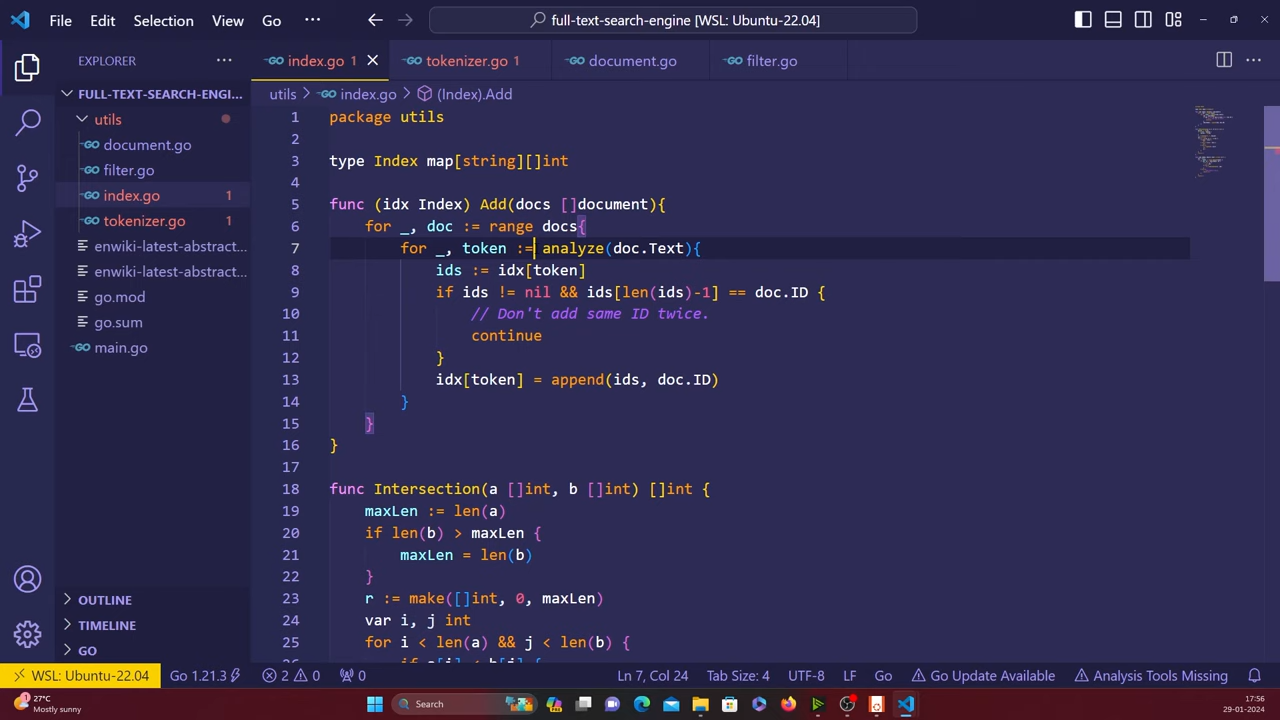 File Edit Selection View Go ··· full-text-search-engine [WSL: Ubuntu-22.04]
EXPLORER ···
index.go 1
tokenizer.go 1
document.go
filter.go
utils > index.go > (Index).Add
FULL-TEXT-SEARCH-ENGI...
utils
document.go
filter.go
index.go 1
tokenizer.go 1
enwiki-latest-abstract...
enwiki-latest-abstract...
go.mod
go.sum
main.go
OUTLINE
TIMELINE
GO
1 package utils
2
3 type Index map[string][]int
4
5 func (idx Index) Add(docs []document){
6 for _, doc := range docs{
7 for _, token := analyze(doc.Text){
8 ids := idx[token]
9 if ids != nil && ids[len(ids)-1] == doc.ID {
10 // Don't add same ID twice.
11 continue
12 }
13 idx[token] = append(ids, doc.ID)
14 }
15 }
16 }
17
18 func Intersection(a []int, b []int) []int {
19 maxLen := len(a)
20 if len(b) > maxLen {
21 maxLen = len(b)
22 }
23 r := make([]int, 0, maxLen)
24 var i, j int
25 for i < len(a) && j < len(b) {
WSL: Ubuntu-22.04 Go 1.21.3 2 0 0 Ln 7, Col 24 Tab Size: 4 UTF-8 LF Go Go Update Available Analysis Tools Missing
27°C
Mostly sunny
Search
17:56
29-01-2024